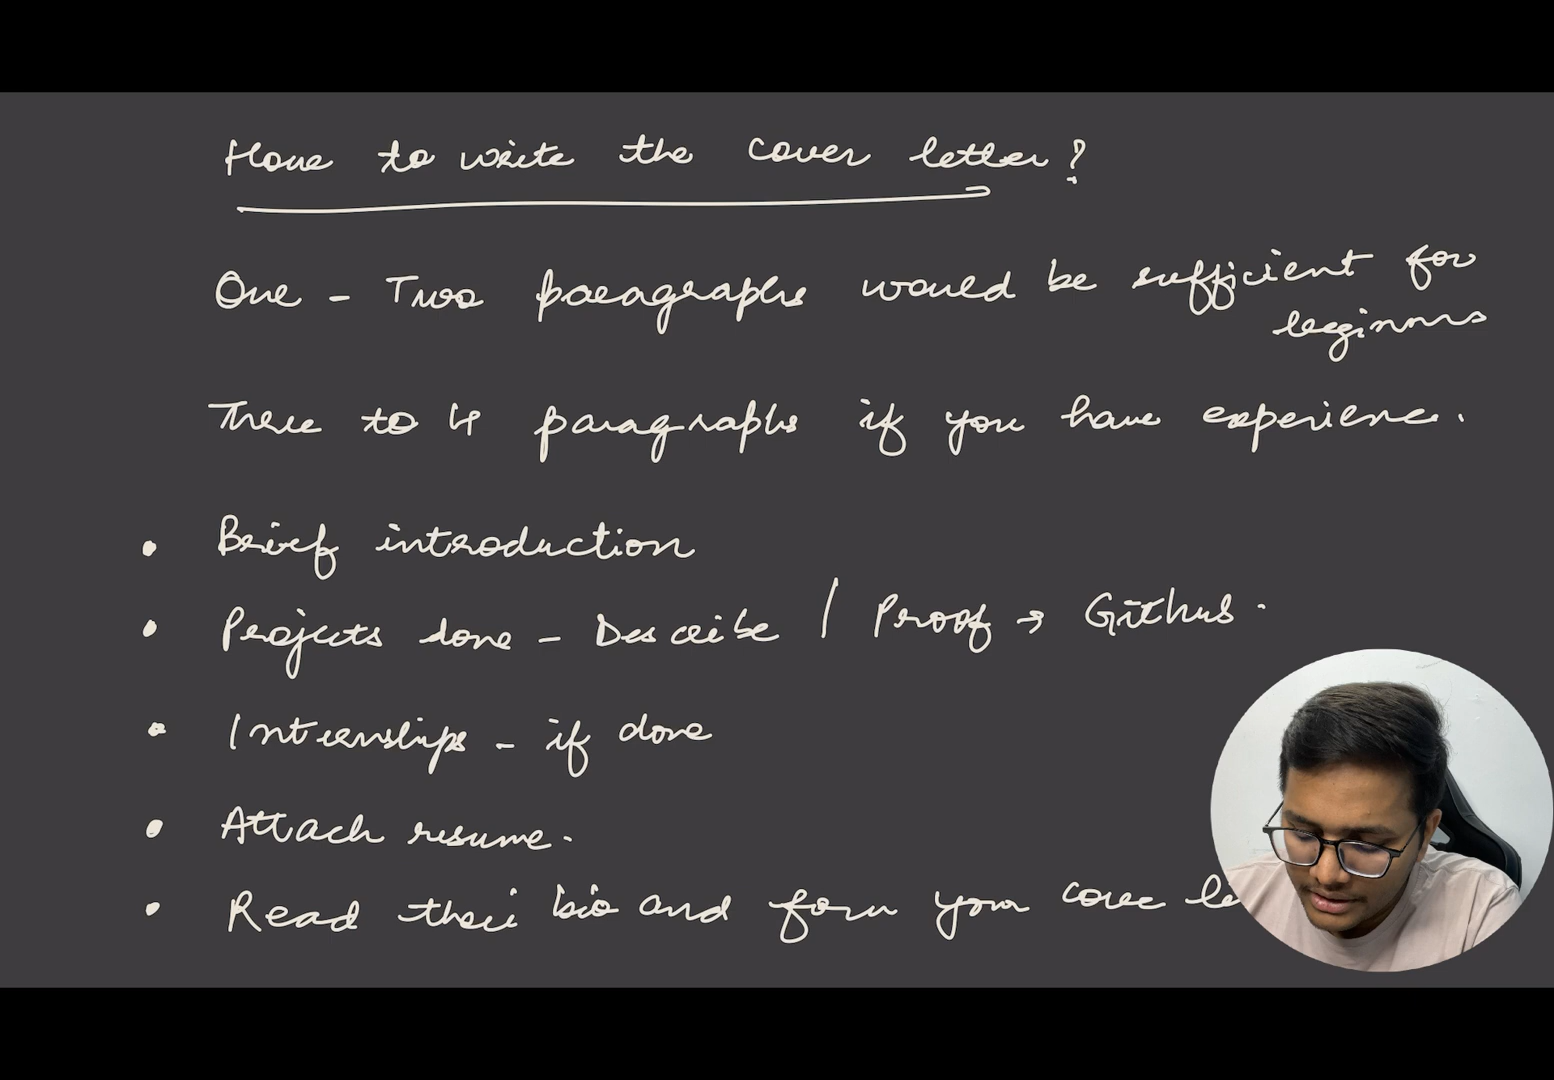 How to write the cover letter?
One - Two paragraphs would be sufficient for
beginners
Three to 4 paragraphs if you have experience.
• Brief introduction
• Projects done - Describe / Proof → Github.
• Internships - if done
• Attach resume.
• Read their bio and form your cover le